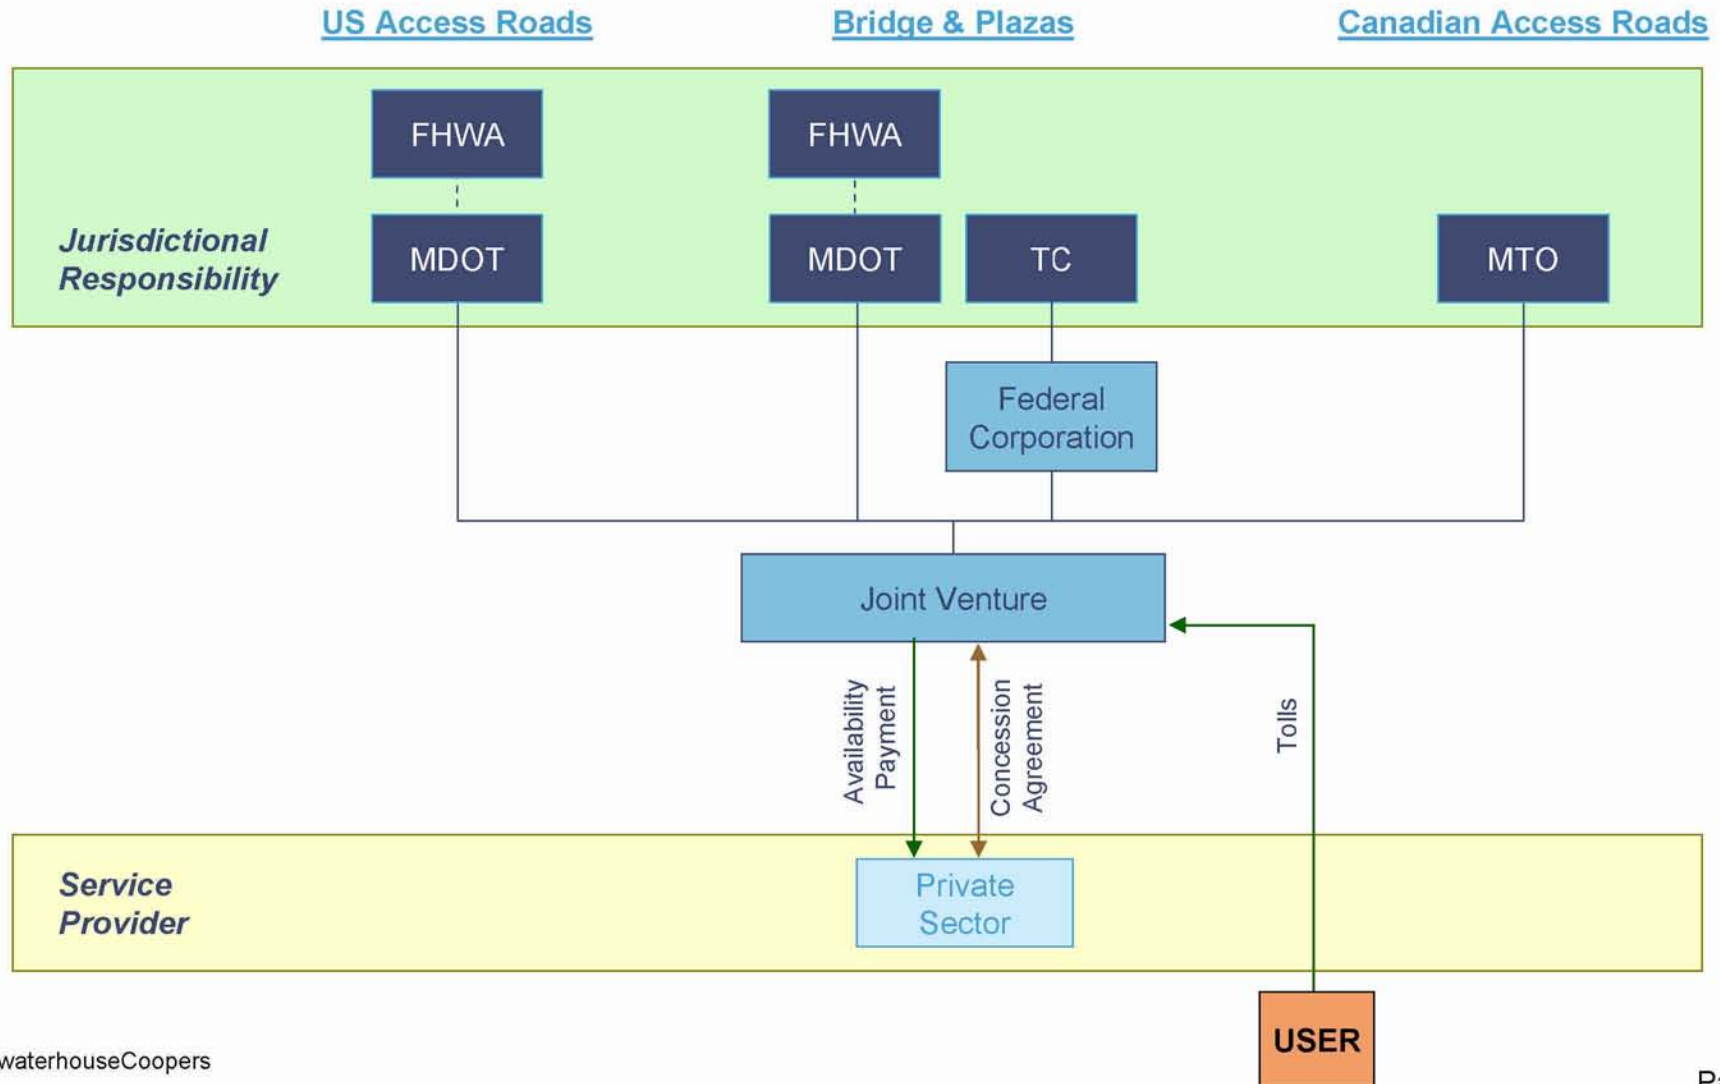 US Access Roads
Bridge & Plazas
Canadian Access Roads
FHWA
FHWA
Jurisdictional
Responsibility
MDOT
MDOT
TC
MTO
Federal
Corporation
Joint Venture
Availability
Payment
Concession
Agreement
Tolls
Service
Provider
Private
Sector
USER
waterhouseCoopers